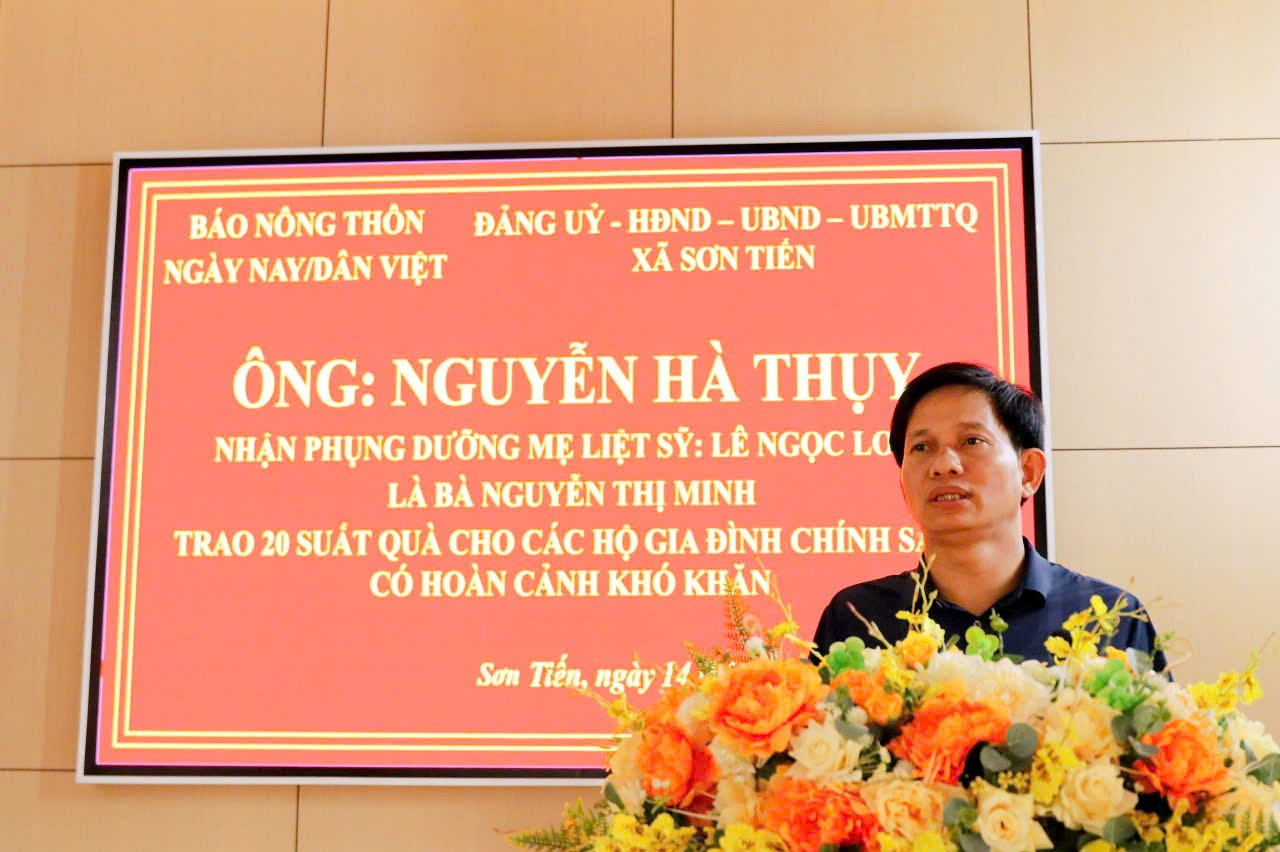 BÁO NÔNG THÔN
NGÀY NAY/DÂN VIỆT
ĐẢNG UỶ - HĐND – UBND – UBMTTQ
XÃ SƠN TIẾN
ÔNG: NGUYỄN HÀ THỤY
NHẬN PHỤNG DƯỠNG MẸ LIỆT SỸ: LÊ NGỌC
LÀ BÀ NGUYỄN THỊ MINH
TRAO 20 SUẤT QUÀ CHO CÁC HỘ GIA ĐÌNH CHÍNH
CÓ HOÀN CẢNH KHÓ KHĂN
Sơn Tiến, ngày 14